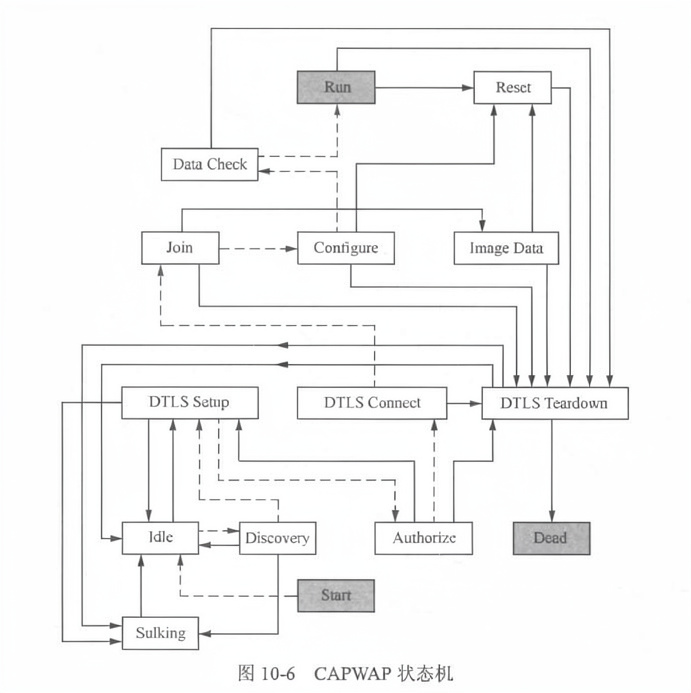 Run
Reset
Data Check
Join
Configure
Image Data
DTLS Setup
DTLS Connect
DTLS Teardown
Idle
Discovery
Authorize
Dead
Start
Sulking
图 10-6 CAPWAP 状态机